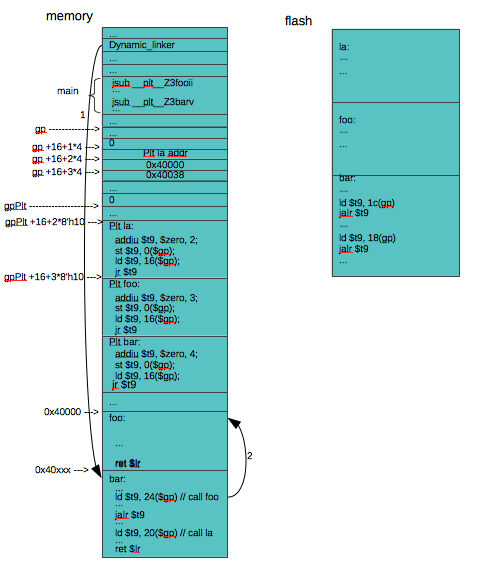 memory
flash
...
Dynamic_linker
...
...
jsub __plt__Z3fooii
...
jsub __plt__Z3barv
...
...
0
Plt la addr
0x40000
0x40038
...
0
...
Plt la:
addiu $t9, $zero, 2;
st $t9, 0($gp);
ld $t9, 16($gp);
jr $t9
Plt foo:
addiu $t9, $zero, 3;
st $t9, 0($gp);
ld $t9, 16($gp);
jr $t9
Plt bar:
addiu $t9, $zero, 4;
st $t9, 0($gp);
ld $t9, 16($gp);
jr $t9
...
foo:
...
ret $lr
bar:
...
ld $t9, 24($gp) // call foo
...
jalr $t9
...
ld $t9, 20($gp) // call la
...
ret $lr
main
1
gp -------------->
gp +16+1*4 -->
gp +16+2*4 -->
gp +16+3*4 -->
gpPlt -------------------->
gpPlt +16+2*8'h10--->
gpPlt +16+3*8'h10--->
0x40000 --->
0x40xxx --->
2
la:
...
...
foo:
...
...
bar:
...
ld $t9, 1c(gp)
jalr $t9
...
ld $t9, 18(gp)
jalr $t9
...